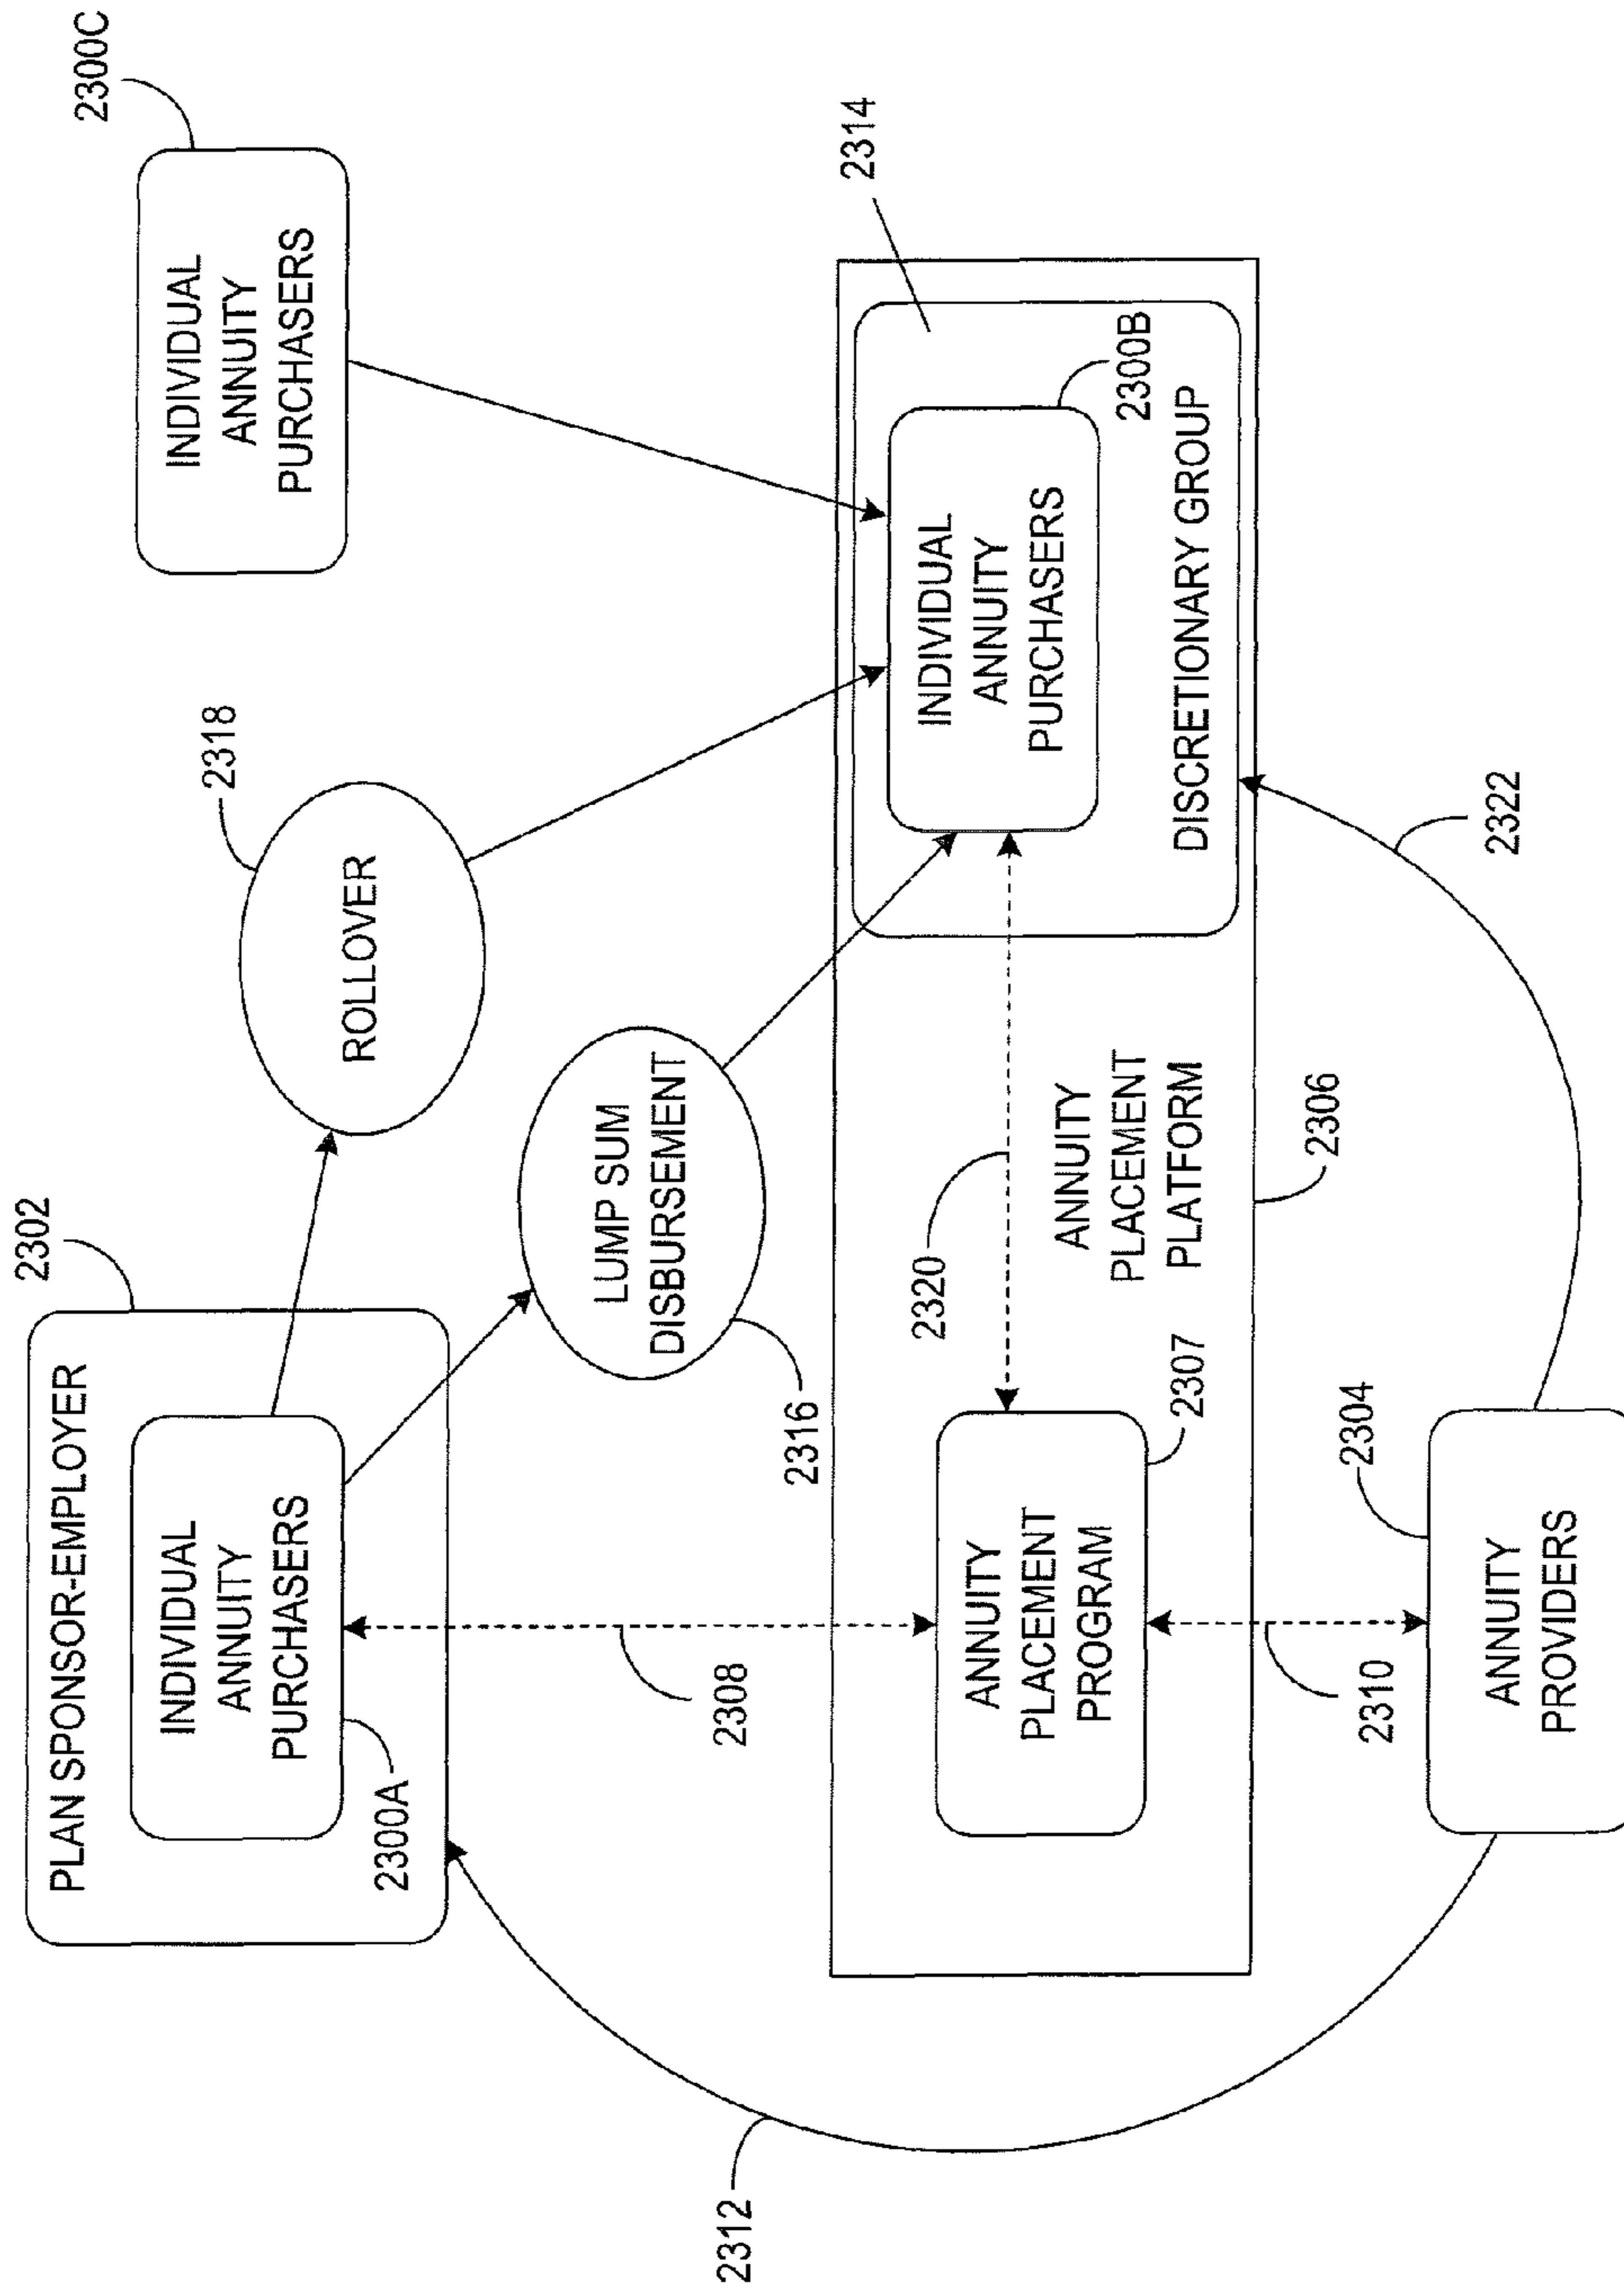 2302
PLAN SPONSOR-EMPLOYER
INDIVIDUAL
ANNUITY
PURCHASERS
2300A
2300C
INDIVIDUAL
ANNUITY
PURCHASERS
2318
ROLLOVER
LUMP SUM
DISBURSEMENT
2316
2312
2308
2314
INDIVIDUAL
ANNUITY
PURCHASERS
2300B
DISCRETIONARY GROUP
2320
ANNUITY
PLACEMENT
PLATFORM
2306
ANNUITY
PLACEMENT
PROGRAM
2307
2310
2304
ANNUITY
PROVIDERS
2322